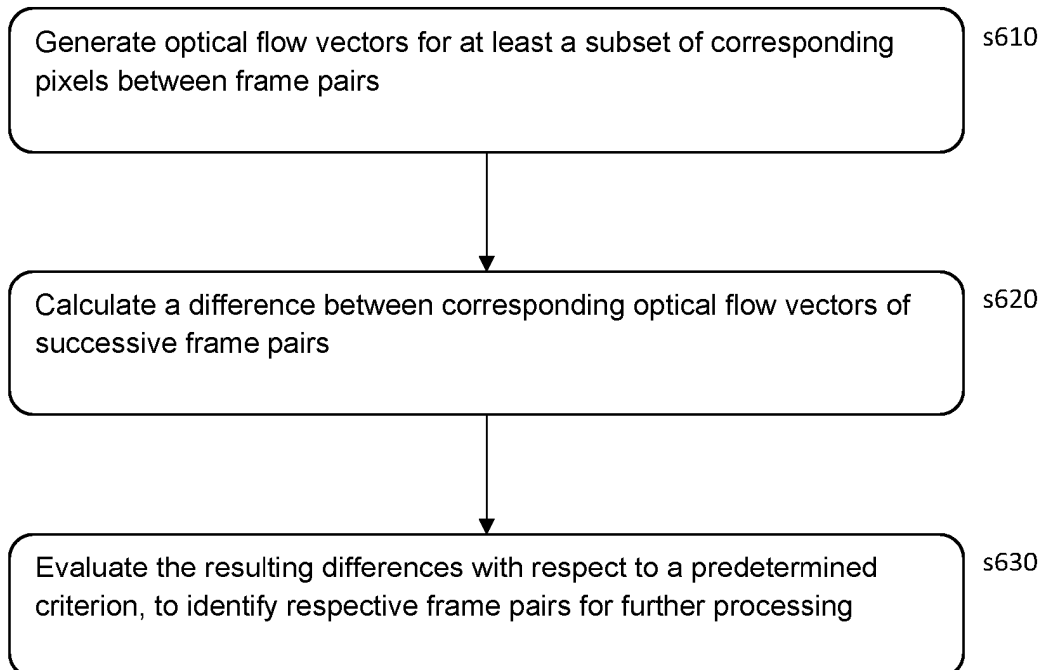 Generate optical flow vectors for at least a subset of corresponding
pixels between frame pairs
s610
Calculate a difference between corresponding optical flow vectors of
successive frame pairs
s620
Evaluate the resulting differences with respect to a predetermined
criterion, to identify respective frame pairs for further processing
s630